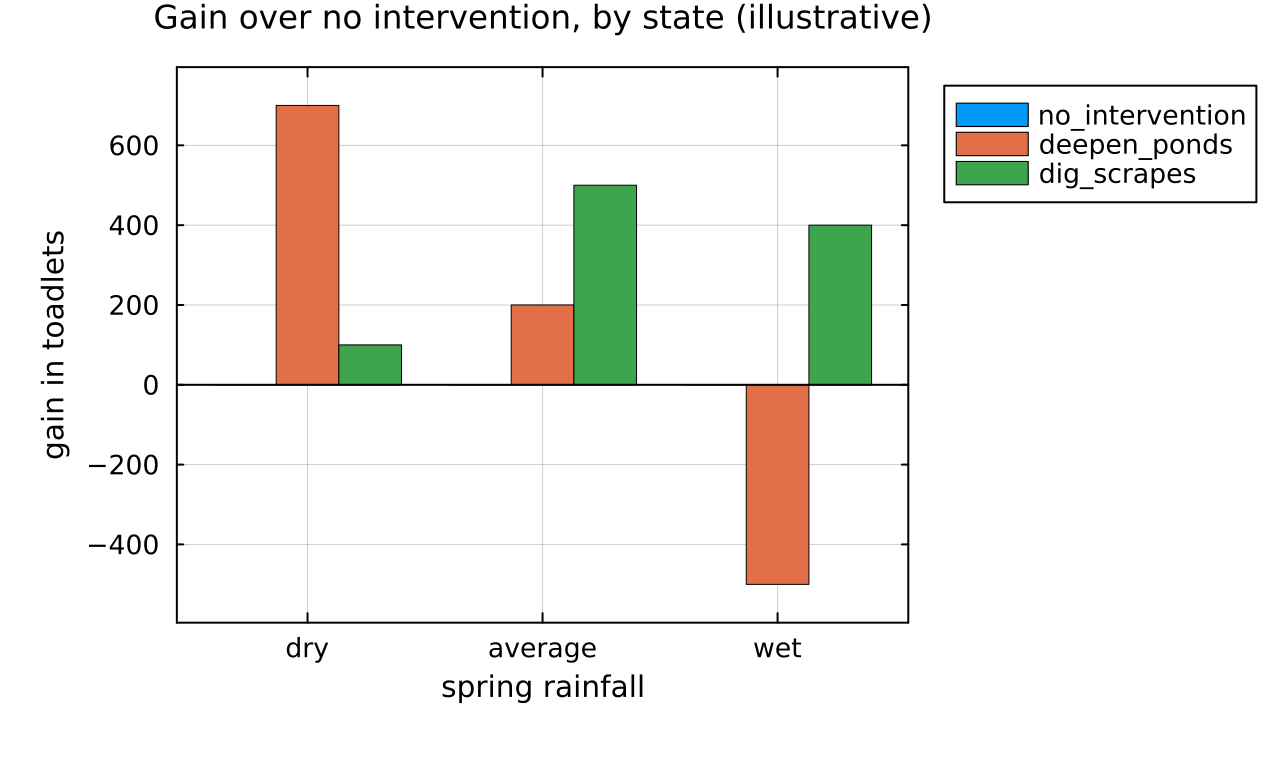 Gain over no intervention, by state (illustrative)
no_intervention
deepen_ponds
dig_scrapes
gain in toadlets
600
400
200
0
−200
−400
dry average wet
spring rainfall